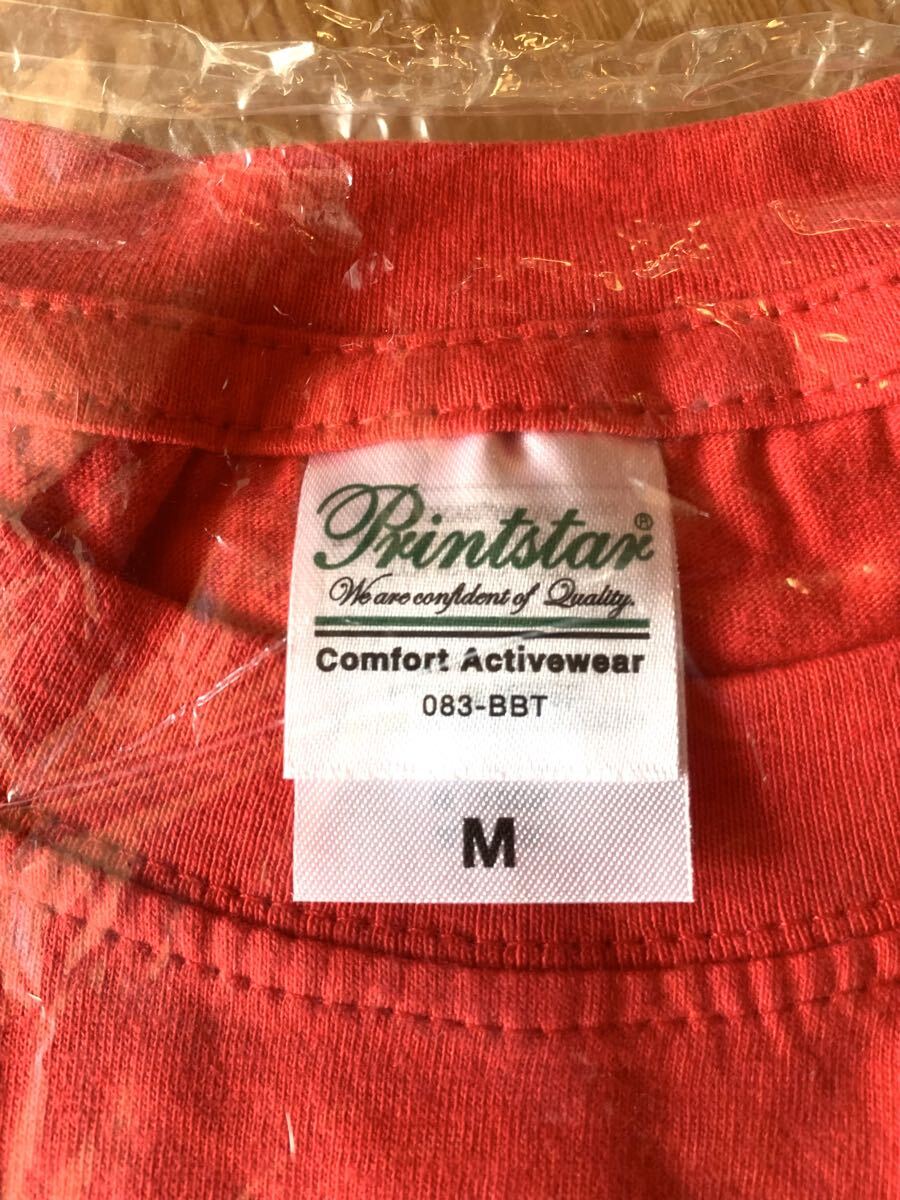 Printstar®
We are confident of Quality.
Comfort Activewear
083-BBT
M